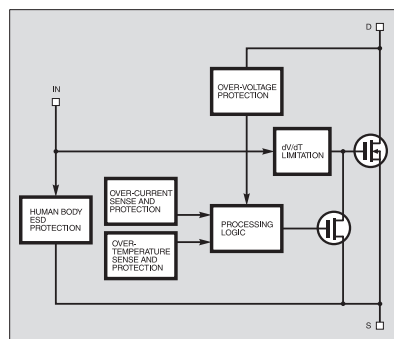 D
IN
OVER-VOLTAGE
PROTECTION
dV/dT
LIMITATION
OVER-CURRENT
SENSE AND
PROTECTION
HUMAN BODY
ESD
PROTECTION
PROCESSING
LOGIC
OVER-
TEMPERATURE
SENSE AND
PROTECTION
S